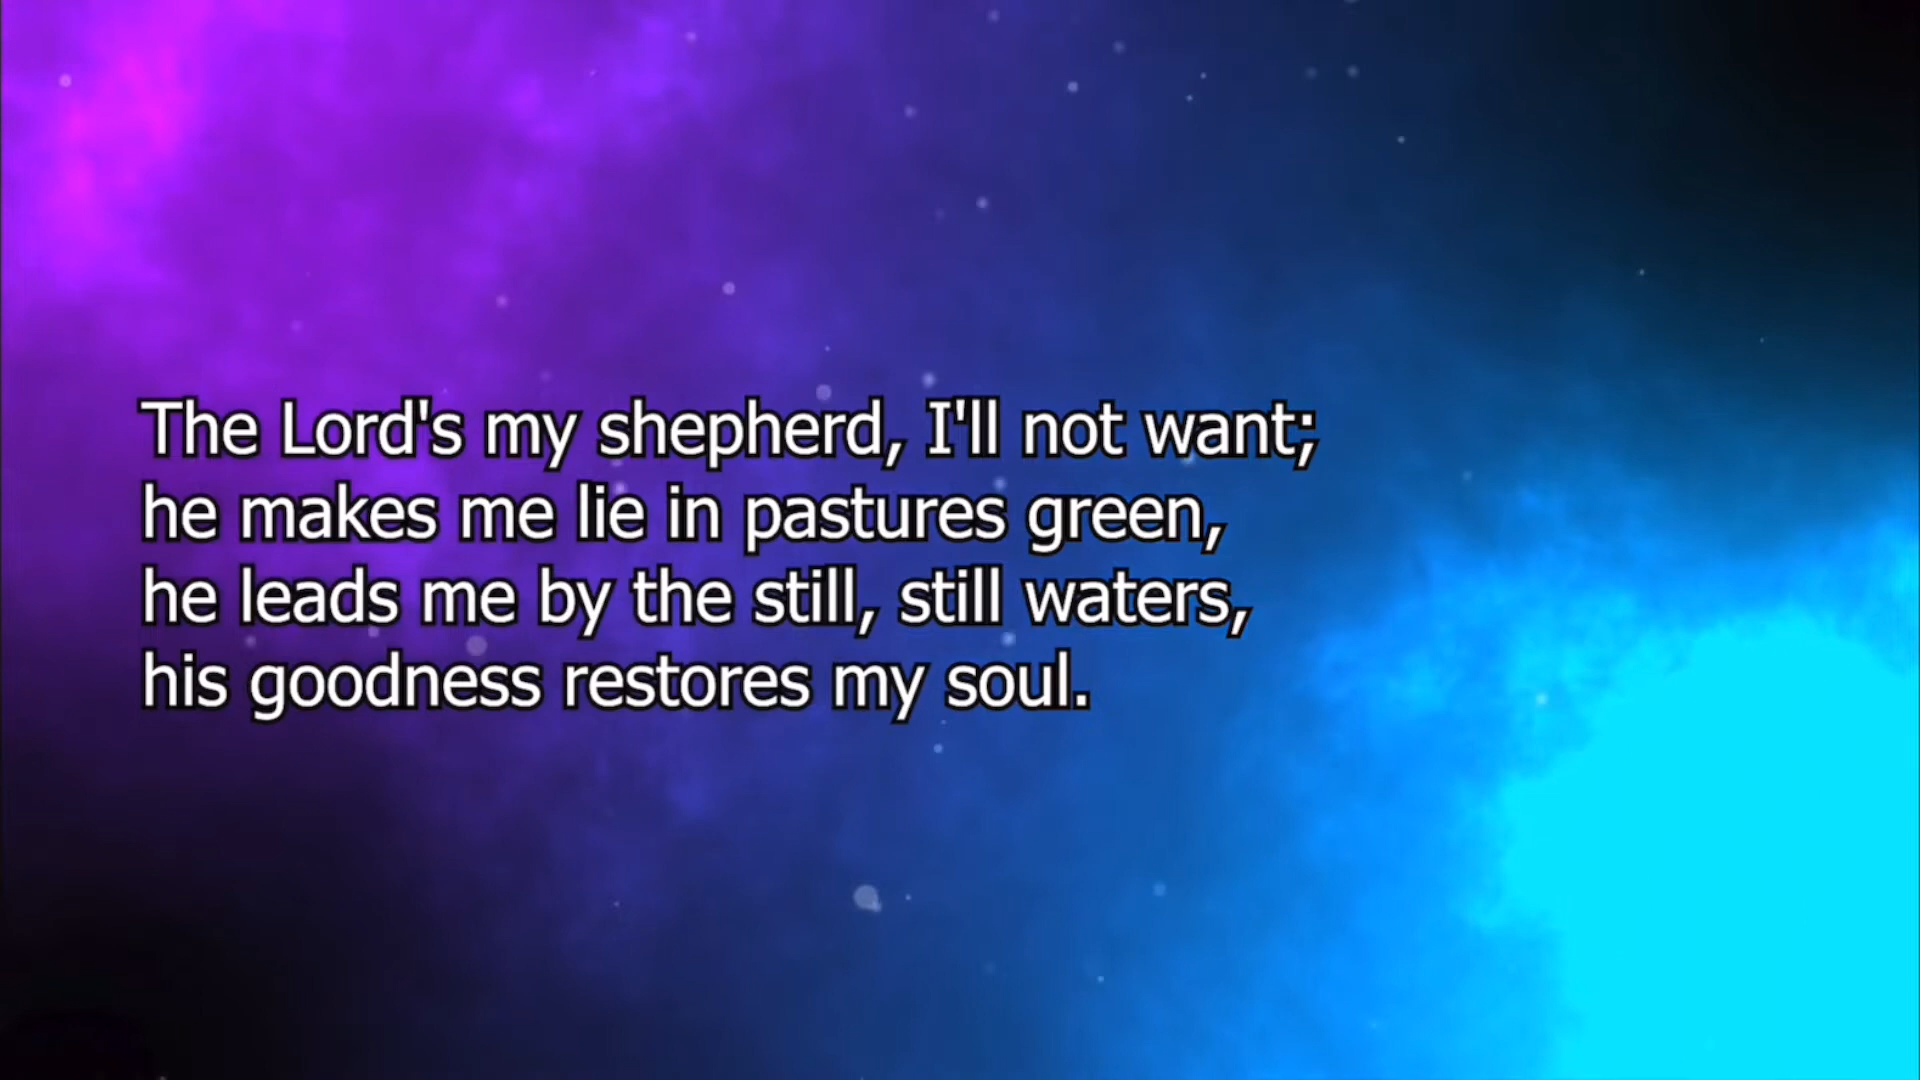 The Lord's my shepherd, I'll not want;
he makes me lie in pastures green,
he leads me by the still, still waters,
his goodness restores my soul.